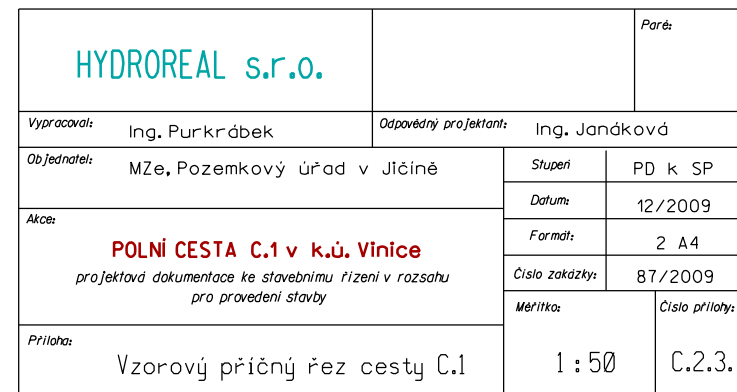 HYDROREAL s.r.o.
Paré:
Vypracoval: Ing. Purkrábek
Odpovědný projektant: Ing. Janáková
Objednatel: MZe, Pozemkový úřad v Jičíně
Stupeň PD k SP
Datum: 12/2009
Akce:
POLNÍ CESTA C.1 v k.ú. Vinice
projektová dokumentace ke stavebnímu řízení v rozsahu
pro provedení stavby
Formát: 2 A4
Číslo zakázky: 87/2009
Měřítko: 1:50
Číslo přílohy: C.2.3.
Příloha:
Vzorový příčný řez cesty C.1